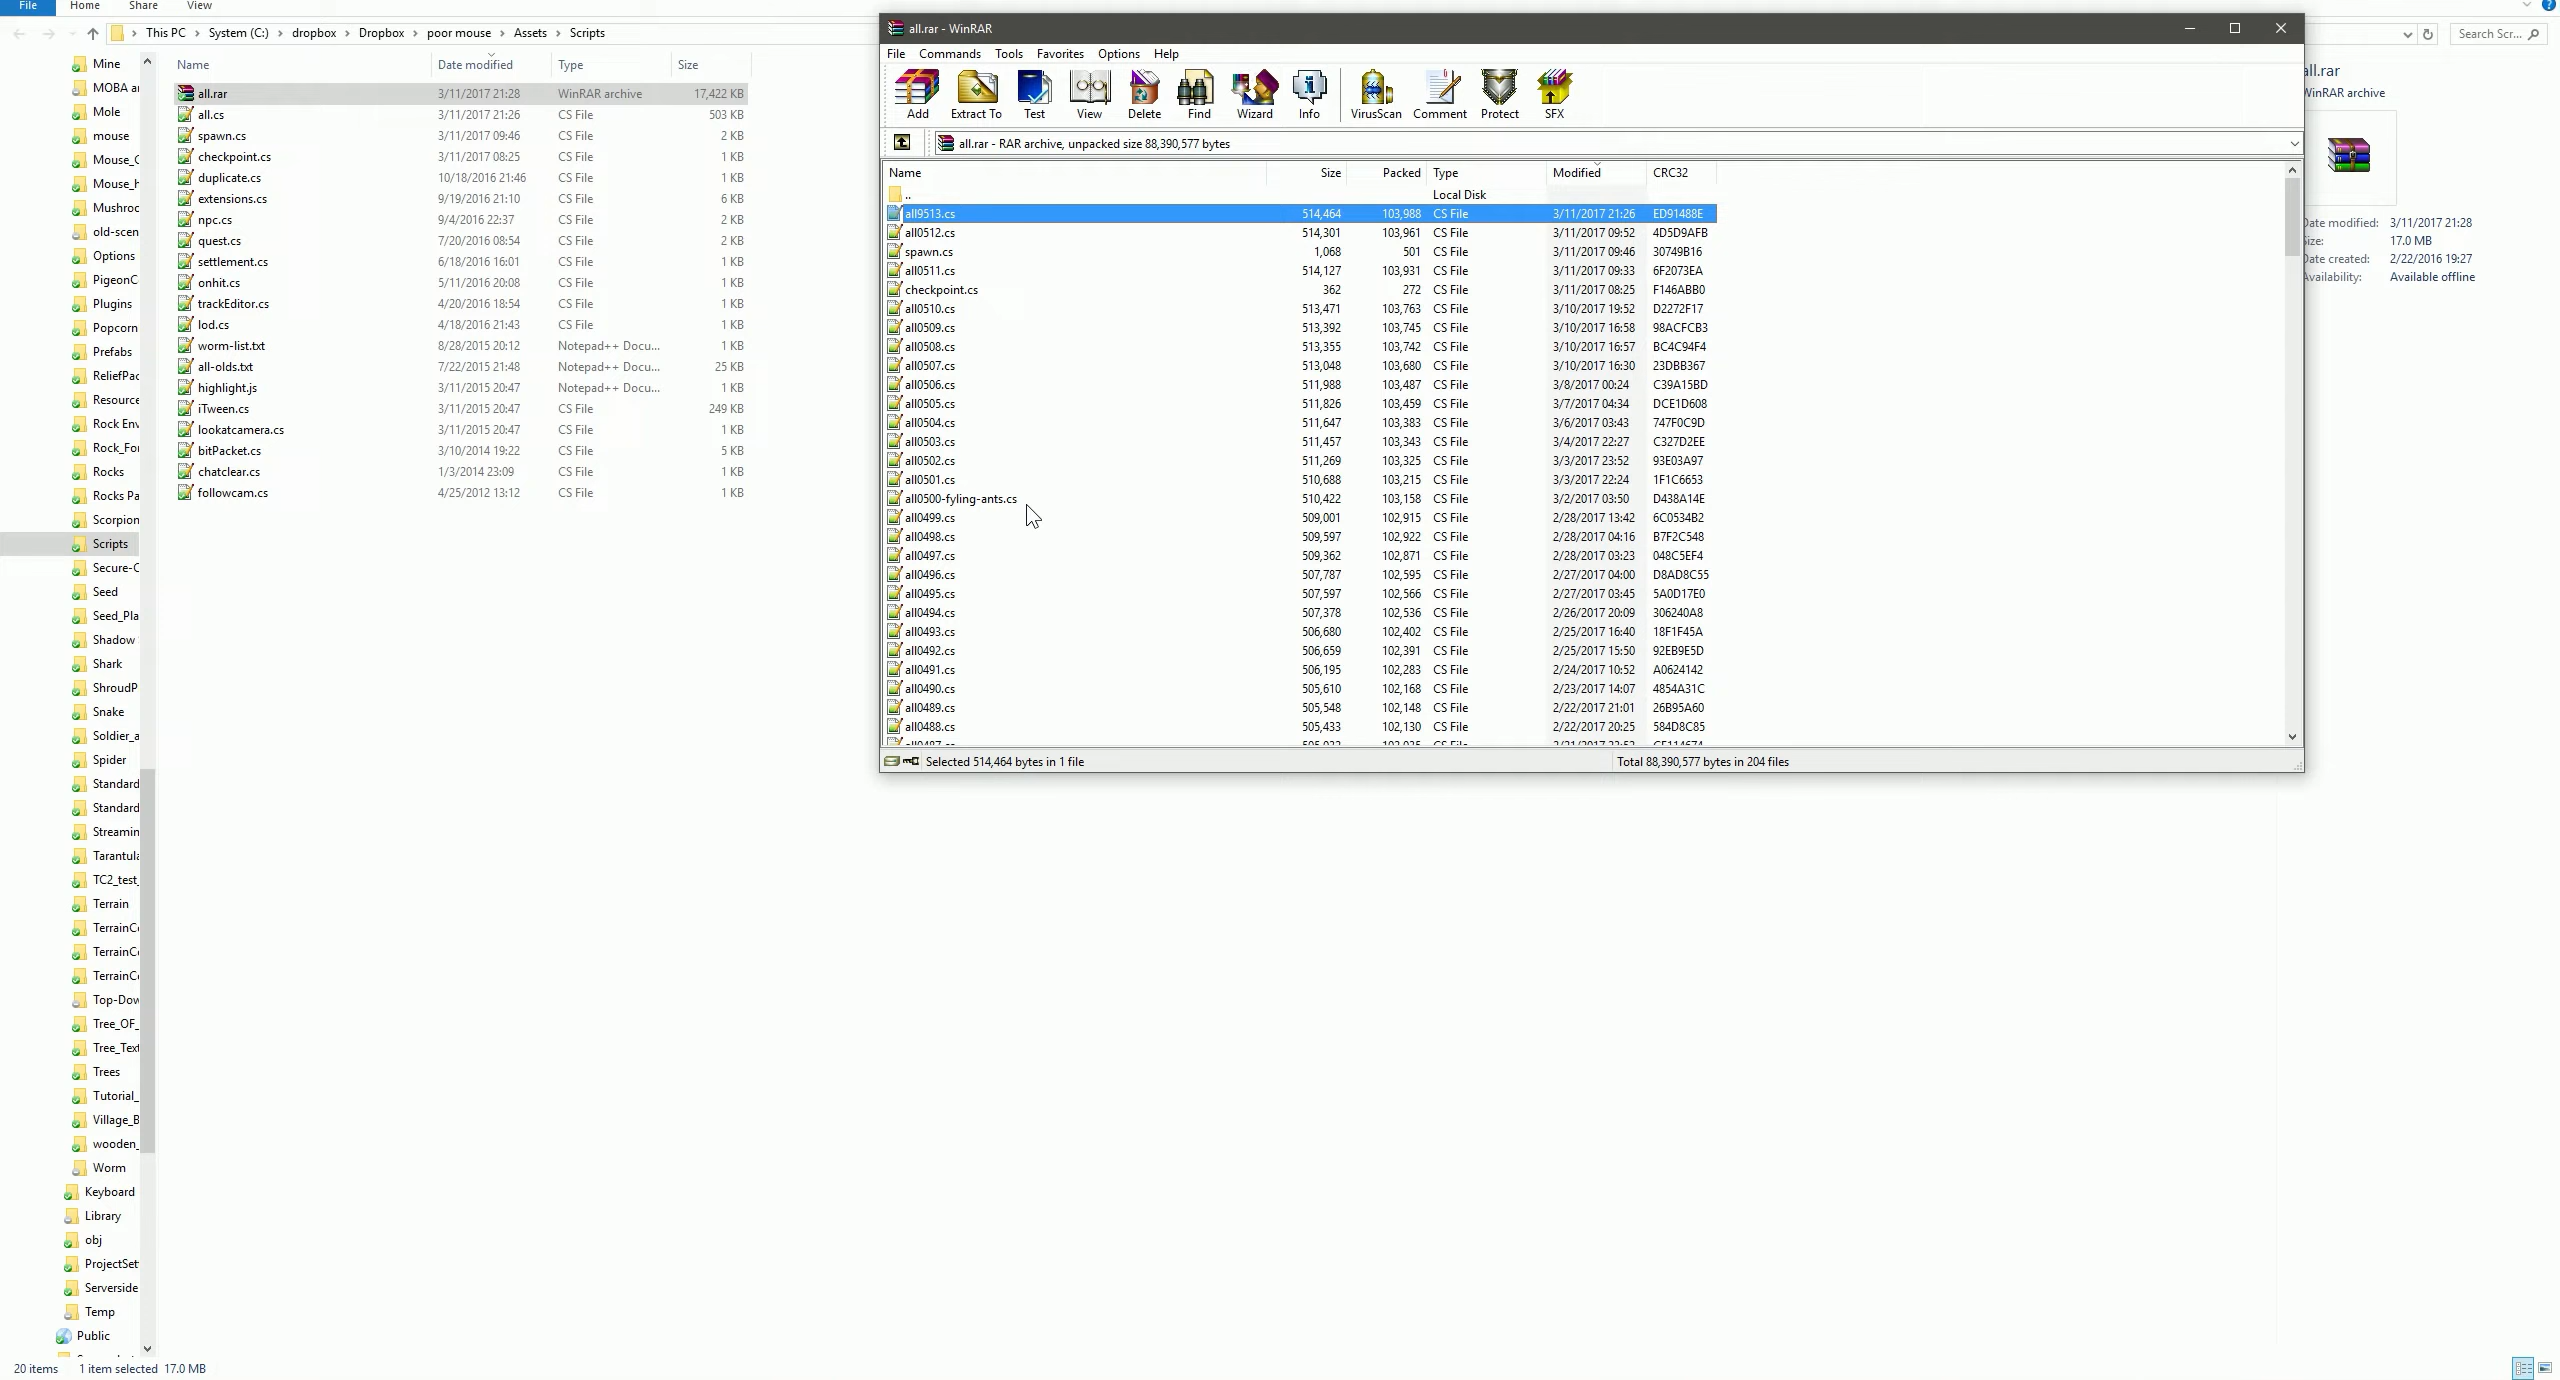 File Home Share View
This PC System (C:) dropbox Dropbox poor mouse Assets Scripts
Search Scr...
Mine
MOBA
Mole
mouse
Mouse_
Mouse_
Mushroo
old-scen
Options
PigeonC
Plugins
Popcorn
Prefabs
ReliefPac
Resource
Rock Env
Rock_For
Rocks
Rocks Pa
Scorpion
Scripts
Secure-C
Seed
Seed_Pla
Shadow
Shark
ShroudP
Snake
Soldier_a
Spider
Standard
Standard
Streamin
Tarantula
TC2_test_
Terrain
TerrainCo
TerrainCo
TerrainCo
Top-Dow
Tree_OF_
Tree_Text
Trees
Tutorial_
Village_B
wooden_
Worm
Keyboard
Library
obj
ProjectSet
Serverside
Temp
Public
Name Date modified Type Size
all.rar 3/11/2017 21:28 WinRAR archive 17,422 KB
all.cs 3/11/2017 21:26 CS File 503 KB
spawn.cs 3/11/2017 09:46 CS File 2 KB
checkpoint.cs 3/11/2017 08:25 CS File 1 KB
duplicate.cs 10/18/2016 21:46 CS File 1 KB
extensions.cs 9/19/2016 21:10 CS File 6 KB
npc.cs 9/4/2016 22:37 CS File 2 KB
quest.cs 7/20/2016 08:54 CS File 2 KB
settlement.cs 6/18/2016 16:01 CS File 1 KB
onhit.cs 5/11/2016 20:08 CS File 1 KB
trackEditor.cs 4/20/2016 18:54 CS File 1 KB
lod.cs 4/18/2016 21:43 CS File 1 KB
worm-list.txt 8/28/2015 20:12 Notepad++ Docu... 1 KB
all-olds.txt 7/22/2015 21:48 Notepad++ Docu... 25 KB
highlight.js 3/11/2015 20:47 Notepad++ Docu... 1 KB
iTween.cs 3/11/2015 20:47 CS File 249 KB
lookatcamera.cs 3/11/2015 20:47 CS File 1 KB
bitPacket.cs 3/10/2014 19:22 CS File 5 KB
chatclear.cs 1/3/2014 23:09 CS File 1 KB
followcam.cs 4/25/2012 13:12 CS File 1 KB
all.rar - WinRAR
File Commands Tools Favorites Options Help
Add Extract To Test View Delete Find Wizard Info VirusScan Comment Protect SFX
all.rar - RAR archive, unpacked size 88,390,577 bytes
Name Size Packed Type Modified CRC32
.. Local Disk
all9513.cs 514,464 103,988 CS File 3/11/2017 21:26 ED91488E
all0512.cs 514,301 103,961 CS File 3/11/2017 09:52 4D5D9AFB
spawn.cs 1,068 501 CS File 3/11/2017 09:46 30749B16
all0511.cs 514,127 103,931 CS File 3/11/2017 09:33 6F2073EA
checkpoint.cs 362 272 CS File 3/11/2017 08:25 F146ABB0
all0510.cs 513,471 103,763 CS File 3/10/2017 19:52 D2272F17
all0509.cs 513,392 103,745 CS File 3/10/2017 16:58 98ACFCB3
all0508.cs 513,355 103,742 CS File 3/10/2017 16:57 BC4C94F4
all0507.cs 513,048 103,680 CS File 3/10/2017 16:30 23DBB367
all0506.cs 511,988 103,487 CS File 3/8/2017 00:24 C39A15BD
all0505.cs 511,826 103,459 CS File 3/7/2017 04:34 DCE1D608
all0504.cs 511,647 103,383 CS File 3/6/2017 03:43 747F0C9D
all0503.cs 511,457 103,343 CS File 3/4/2017 22:27 C327D2EE
all0502.cs 511,269 103,325 CS File 3/3/2017 23:52 93E03A97
all0501.cs 510,688 103,215 CS File 3/3/2017 22:24 1F1C6653
all0500-fyling-ants.cs 510,422 103,158 CS File 3/2/2017 03:50 D438A14E
all0499.cs 509,001 102,915 CS File 2/28/2017 13:42 6C0534B2
all0498.cs 509,597 102,922 CS File 2/28/2017 04:16 B7F2C548
all0497.cs 509,362 102,871 CS File 2/28/2017 03:23 048C5EF4
all0496.cs 507,787 102,595 CS File 2/27/2017 04:00 D8AD8C55
all0495.cs 507,597 102,566 CS File 2/27/2017 03:45 5A0D17E0
all0494.cs 507,378 102,536 CS File 2/26/2017 20:09 306240A8
all0493.cs 506,680 102,402 CS File 2/25/2017 16:40 18F1F45A
all0492.cs 506,659 102,391 CS File 2/25/2017 15:50 92EB9E5D
all0491.cs 506,195 102,283 CS File 2/24/2017 10:52 A0624142
all0490.cs 505,610 102,168 CS File 2/23/2017 14:07 4854A31C
all0489.cs 505,548 102,148 CS File 2/22/2017 21:01 26B95A60
all0488.cs 505,433 102,130 CS File 2/22/2017 20:25 584D8C85
Selected 514,464 bytes in 1 file Total 88,390,577 bytes in 204 files
all.rar
WinRAR archive
Date modified: 3/11/2017 21:28
Size: 17.0 MB
Date created: 2/22/2016 19:27
Availability: Available offline
20 items 1 item selected 17.0 MB